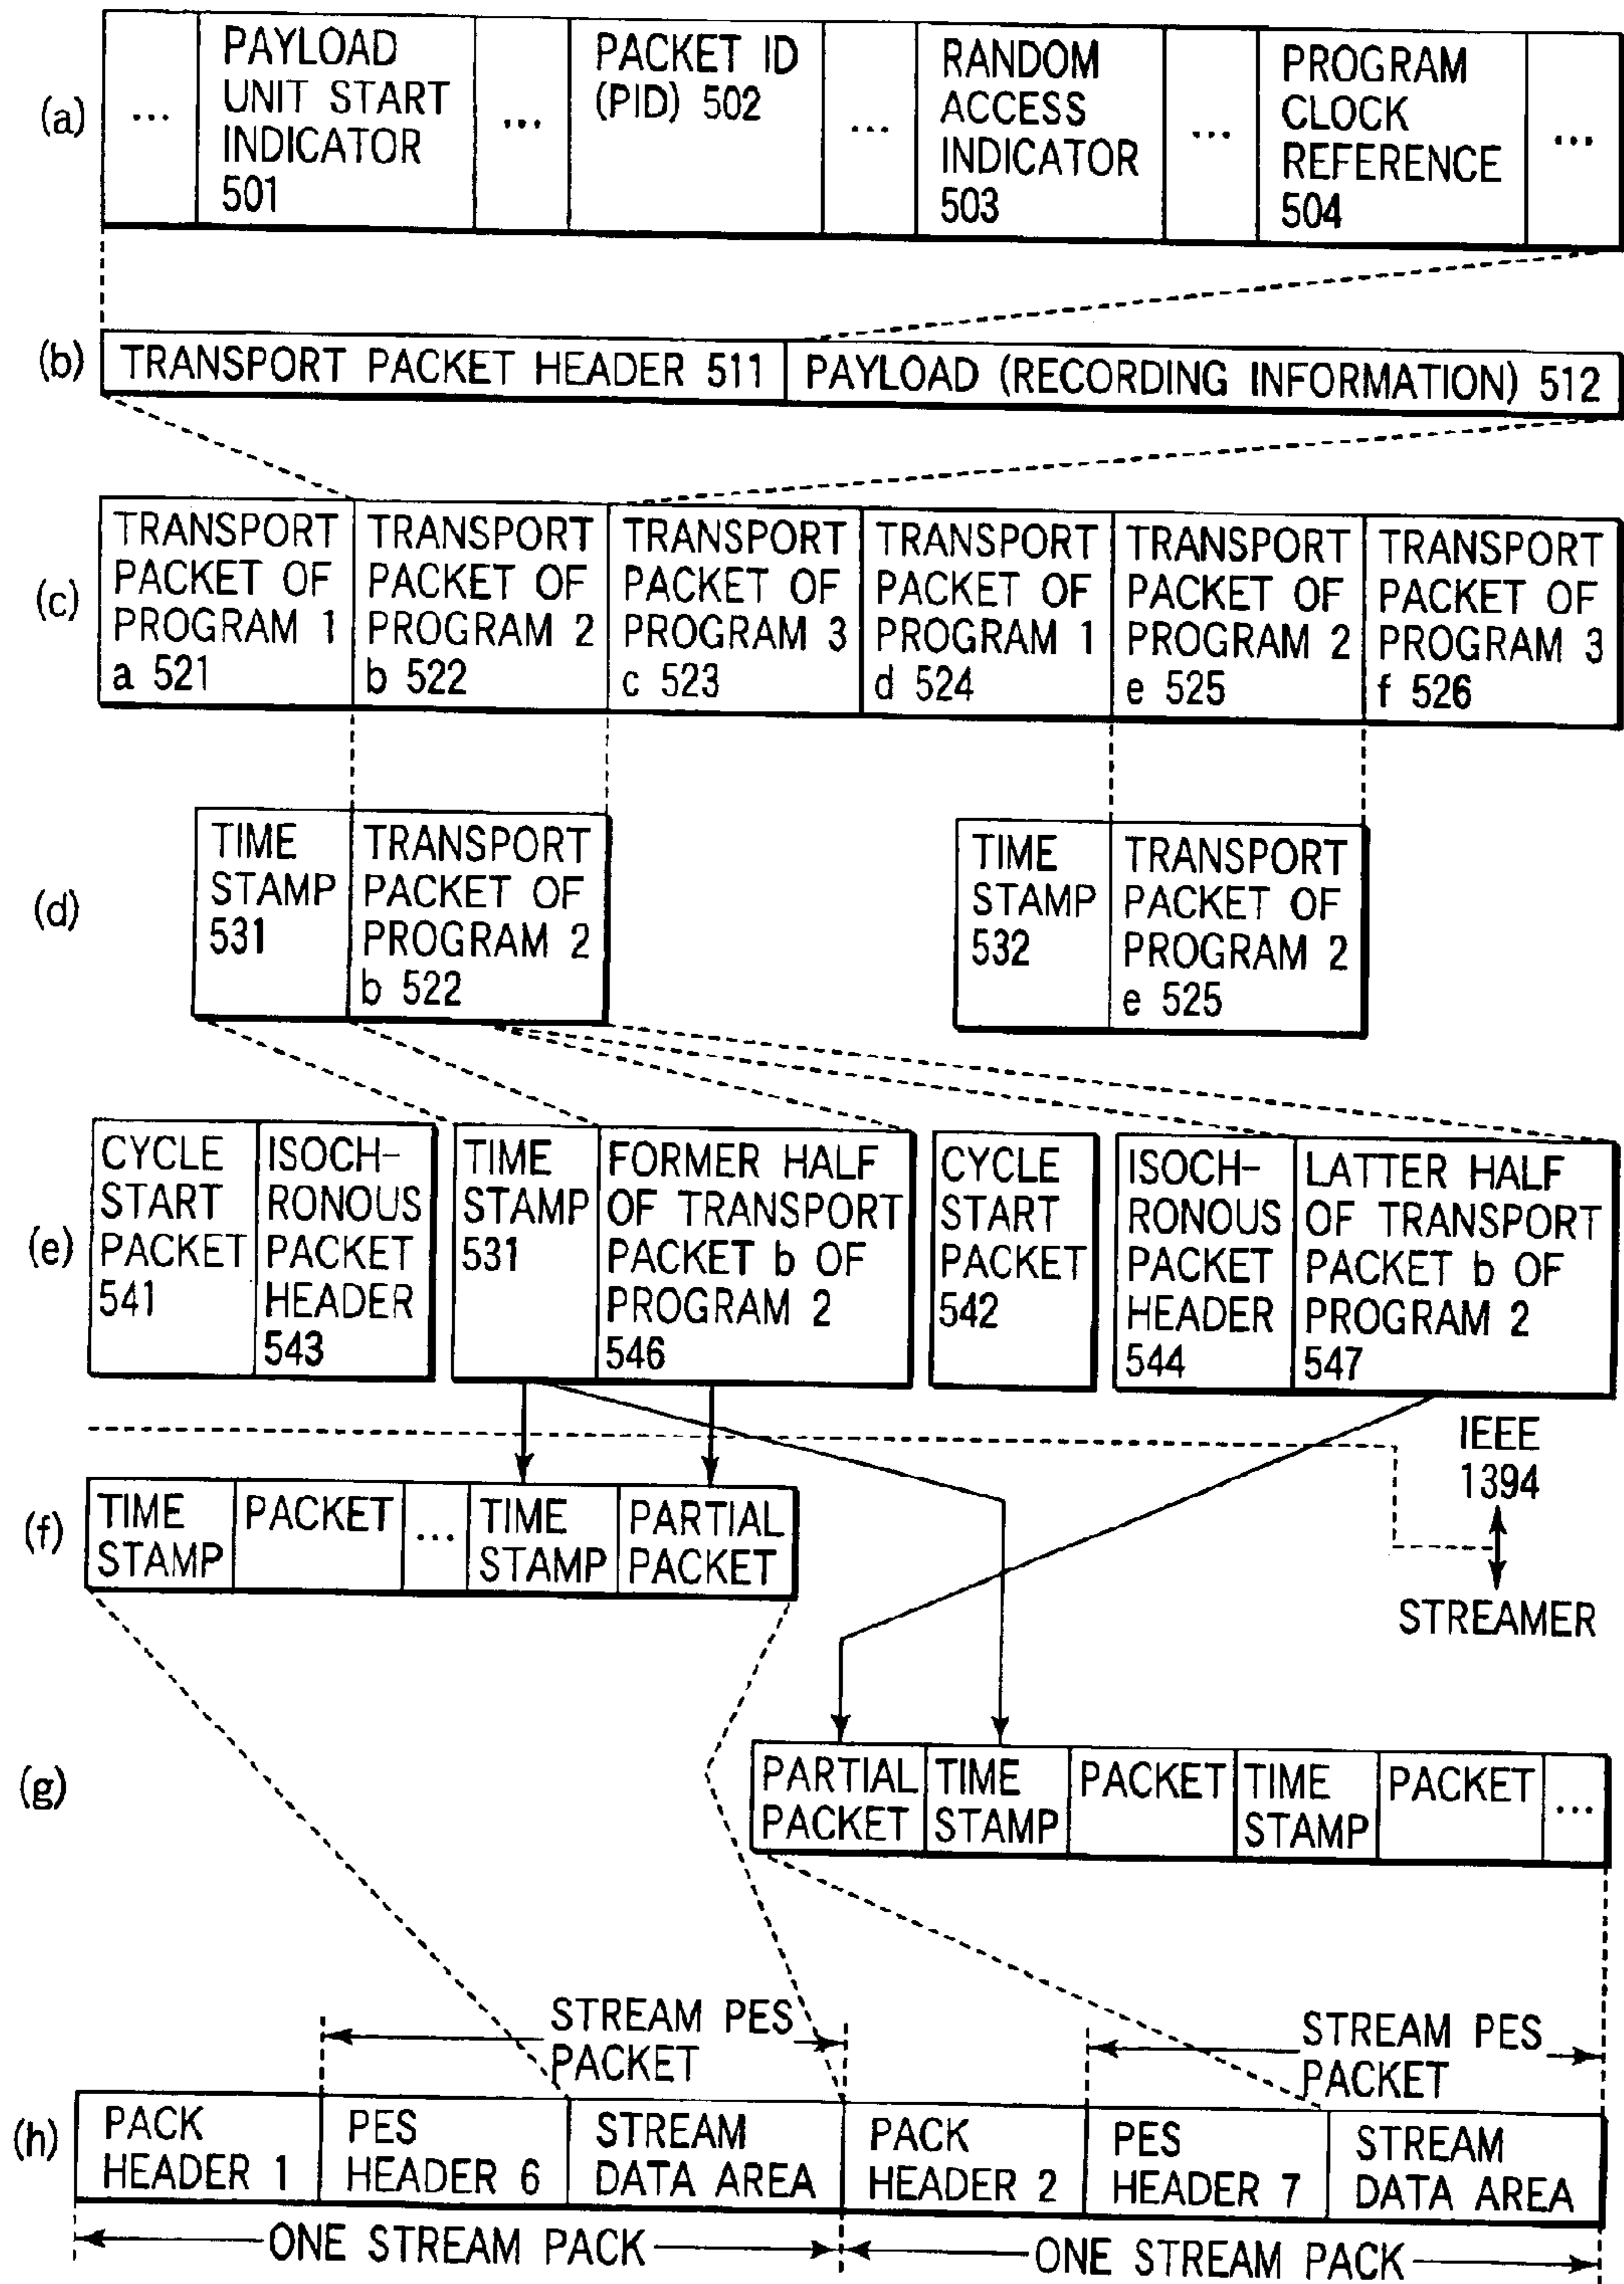 (a)
...
PAYLOAD
UNIT START
INDICATOR
501
...
PACKET ID
(PID) 502
...
RANDOM
ACCESS
INDICATOR
503
...
PROGRAM
CLOCK
REFERENCE
504
...
(b)
TRANSPORT PACKET HEADER 511
PAYLOAD (RECORDING INFORMATION) 512
(c)
TRANSPORT
PACKET OF
PROGRAM 1
a 521
TRANSPORT
PACKET OF
PROGRAM 2
b 522
TRANSPORT
PACKET OF
PROGRAM 3
c 523
TRANSPORT
PACKET OF
PROGRAM 1
d 524
TRANSPORT
PACKET OF
PROGRAM 2
e 525
TRANSPORT
PACKET OF
PROGRAM 3
f 526
(d)
TIME
STAMP
531
TRANSPORT
PACKET OF
PROGRAM 2
b 522
TIME
STAMP
532
TRANSPORT
PACKET OF
PROGRAM 2
e 525
(e)
CYCLE
START
PACKET
541
ISOCH-
RONOUS
PACKET
HEADER
543
TIME
STAMP
531
FORMER HALF
OF TRANSPORT
PACKET b OF
PROGRAM 2
546
CYCLE
START
PACKET
542
ISOCH-
RONOUS
PACKET
HEADER
544
LATTER HALF
OF TRANSPORT
PACKET b OF
PROGRAM 2
547
IEEE
1394
STREAMER
(f)
TIME
STAMP
PACKET
...
TIME
STAMP
PARTIAL
PACKET
(g)
PARTIAL
PACKET
TIME
STAMP
PACKET
TIME
STAMP
PACKET
...
STREAM PES
PACKET
STREAM PES
PACKET
(h)
PACK
HEADER 1
PES
HEADER 6
STREAM
DATA AREA
PACK
HEADER 2
PES
HEADER 7
STREAM
DATA AREA
ONE STREAM PACK
ONE STREAM PACK